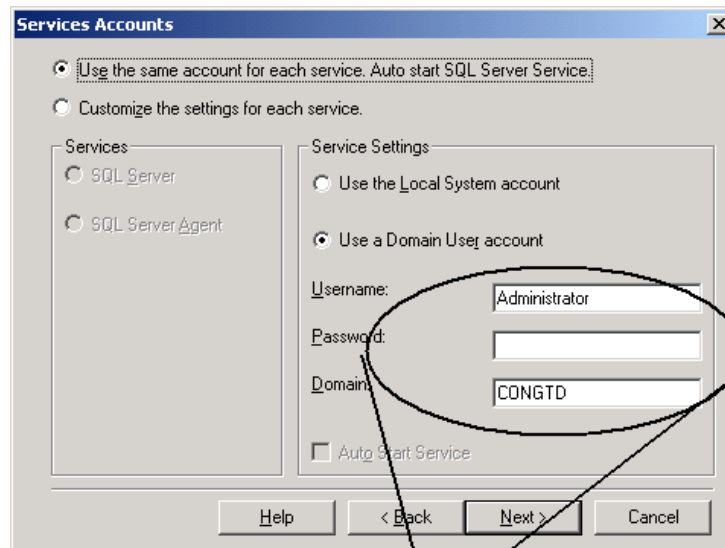 Services Accounts
Use the same account for each service. Auto start SQL Server Service.
Customize the settings for each service.
Services
SQL Server
SQL Server Agent
Service Settings
Use the Local System account
Use a Domain User account
Username:
Administrator
Password:
Domain:
CONGTD
Auto Start Service
Help
< Back
Next >
Cancel